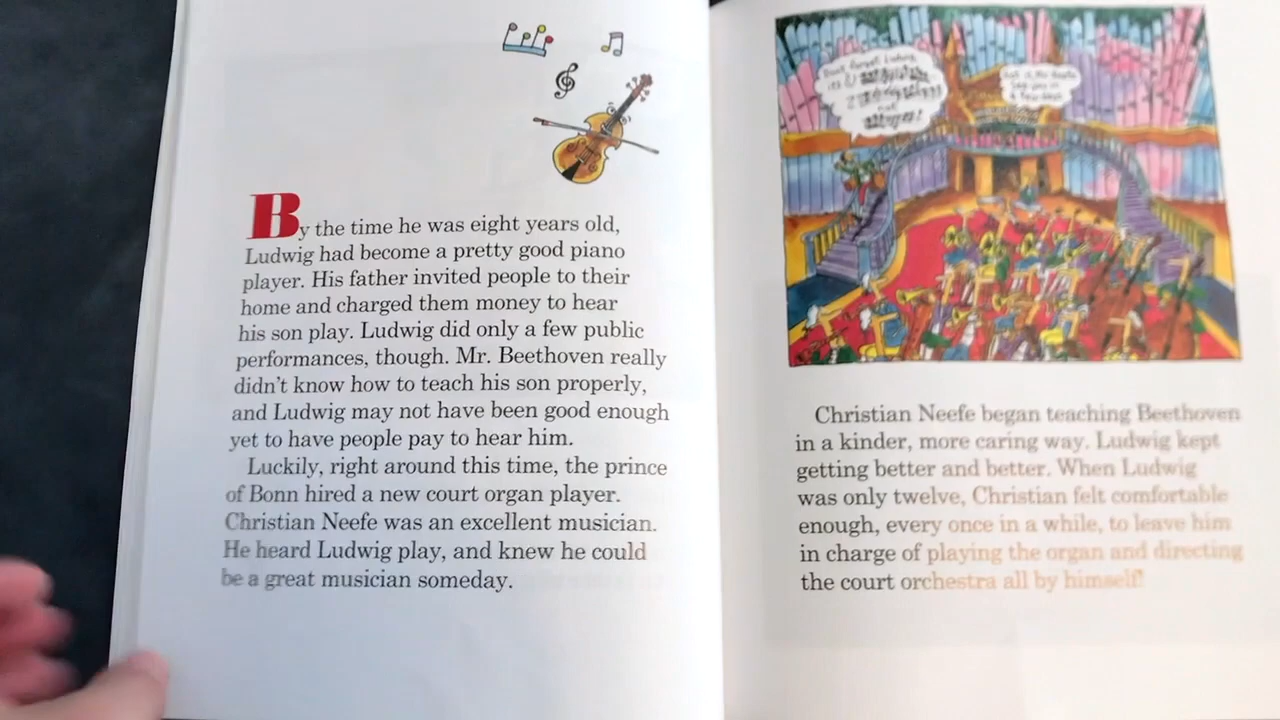 By the time he was eight years old,
Ludwig had become a pretty good piano
player. His father invited people to their
home and charged them money to hear
his son play. Ludwig did only a few public
performances, though. Mr. Beethoven really
didn't know how to teach his son properly,
and Ludwig may not have been good enough
yet to have people pay to hear him.
Luckily, right around this time, the prince
of Bonn hired a new court organ player.
Christian Neefe was an excellent musician.
He heard Ludwig play, and knew he could
be a great musician someday.
Don't forget Ludwig,
not
Christian Neefe began teaching Beethoven
in a kinder, more caring way. Ludwig kept
getting better and better. When Ludwig
was only twelve, Christian felt comfortable
enough, every once in a while, to leave him
in charge of playing the organ and directing
the court orchestra all by himself!